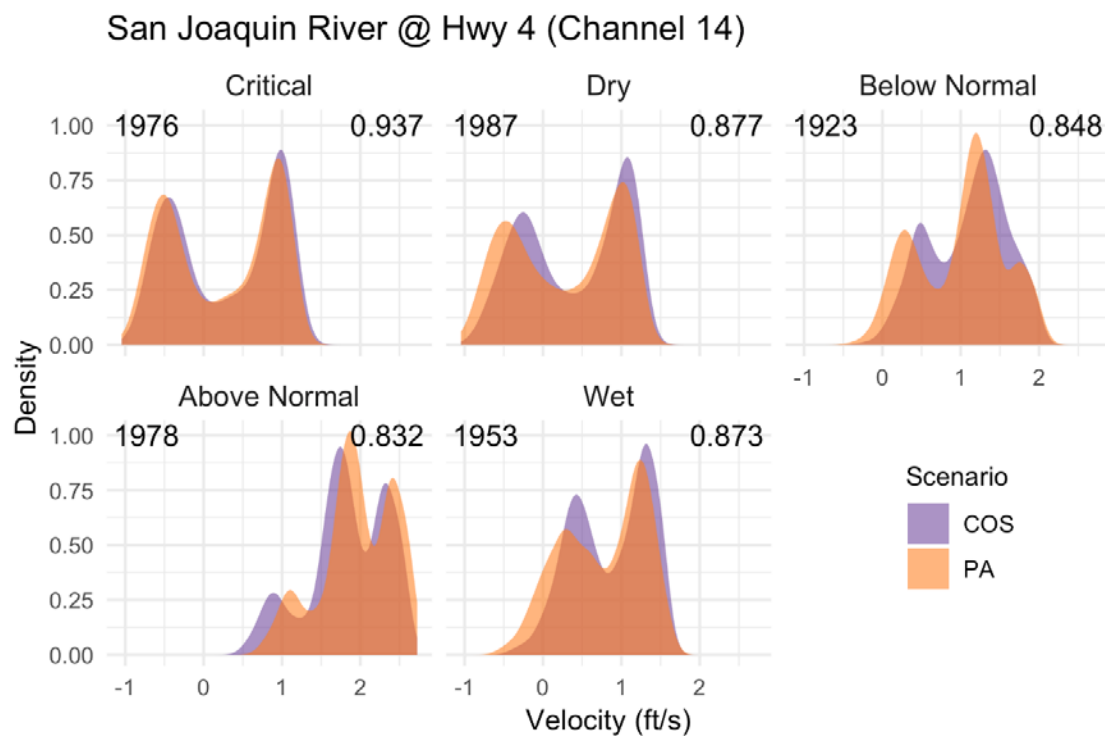 San Joaquin River @ Hwy 4 (Channel 14)
Critical
Dry
Below Normal
1976 0.937
1987 0.877
1923 0.848
1.00
0.75
0.50
0.25
0.00
-1 0 1 2
Above Normal
Wet
1978 0.832
1953 0.873
1.00
0.75
0.50
0.25
0.00
-1 0 1 2
-1 0 1 2
Density
Velocity (ft/s)
Scenario
COS
PA